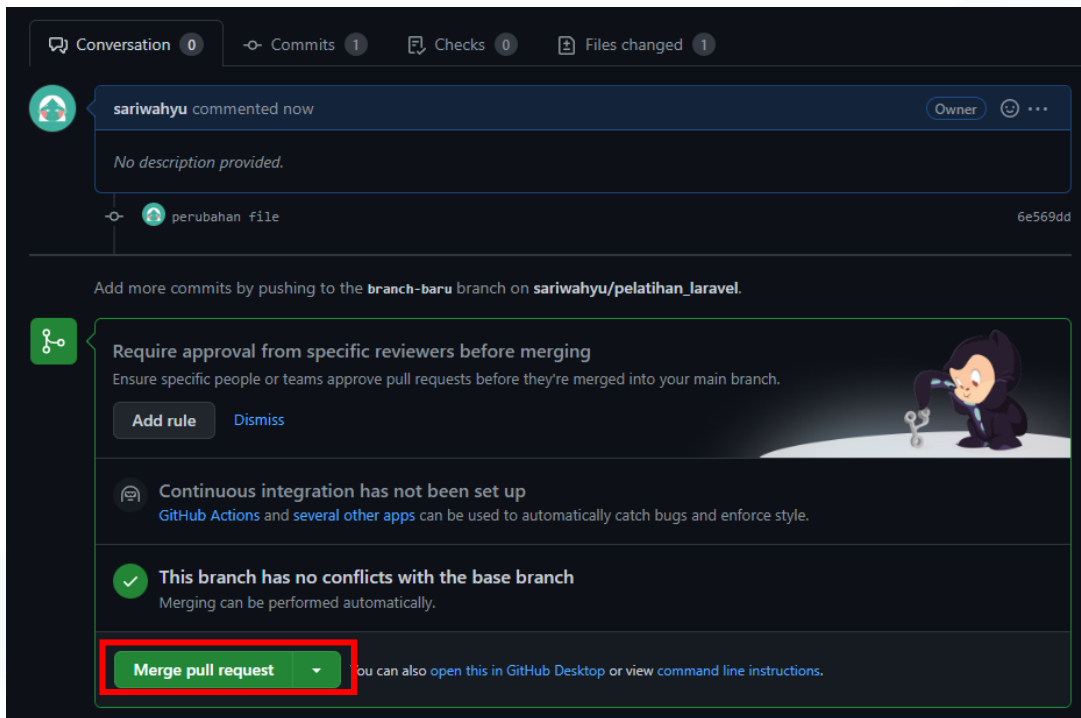 Conversation 0 Commits 1 Checks 0 Files changed 1
sariwahyu commented now Owner
No description provided.
perubahan file 6e569dd
Add more commits by pushing to the branch-baru branch on sariwahyu/pelatihan_laravel.
Require approval from specific reviewers before merging
Ensure specific people or teams approve pull requests before they're merged into your main branch.
Add rule Dismiss
Continuous integration has not been set up
GitHub Actions and several other apps can be used to automatically catch bugs and enforce style.
This branch has no conflicts with the base branch
Merging can be performed automatically.
Merge pull request You can also open this in GitHub Desktop or view command line instructions.